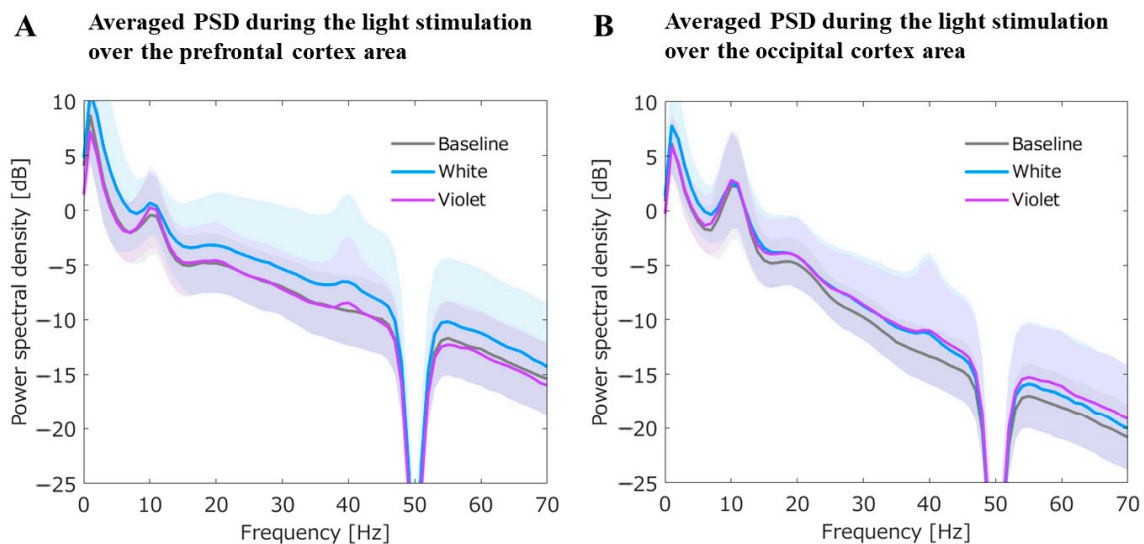 A
Averaged PSD during the light stimulation
over the prefrontal cortex area
Power spectral density [dB]
10
5
0
−5
−10
−15
−20
−25
Baseline
White
Violet
0 10 20 30 40 50 60 70
Frequency [Hz]
B
Averaged PSD during the light stimulation
over the occipital cortex area
Power spectral density [dB]
10
5
0
−5
−10
−15
−20
−25
Baseline
White
Violet
0 10 20 30 40 50 60 70
Frequency [Hz]